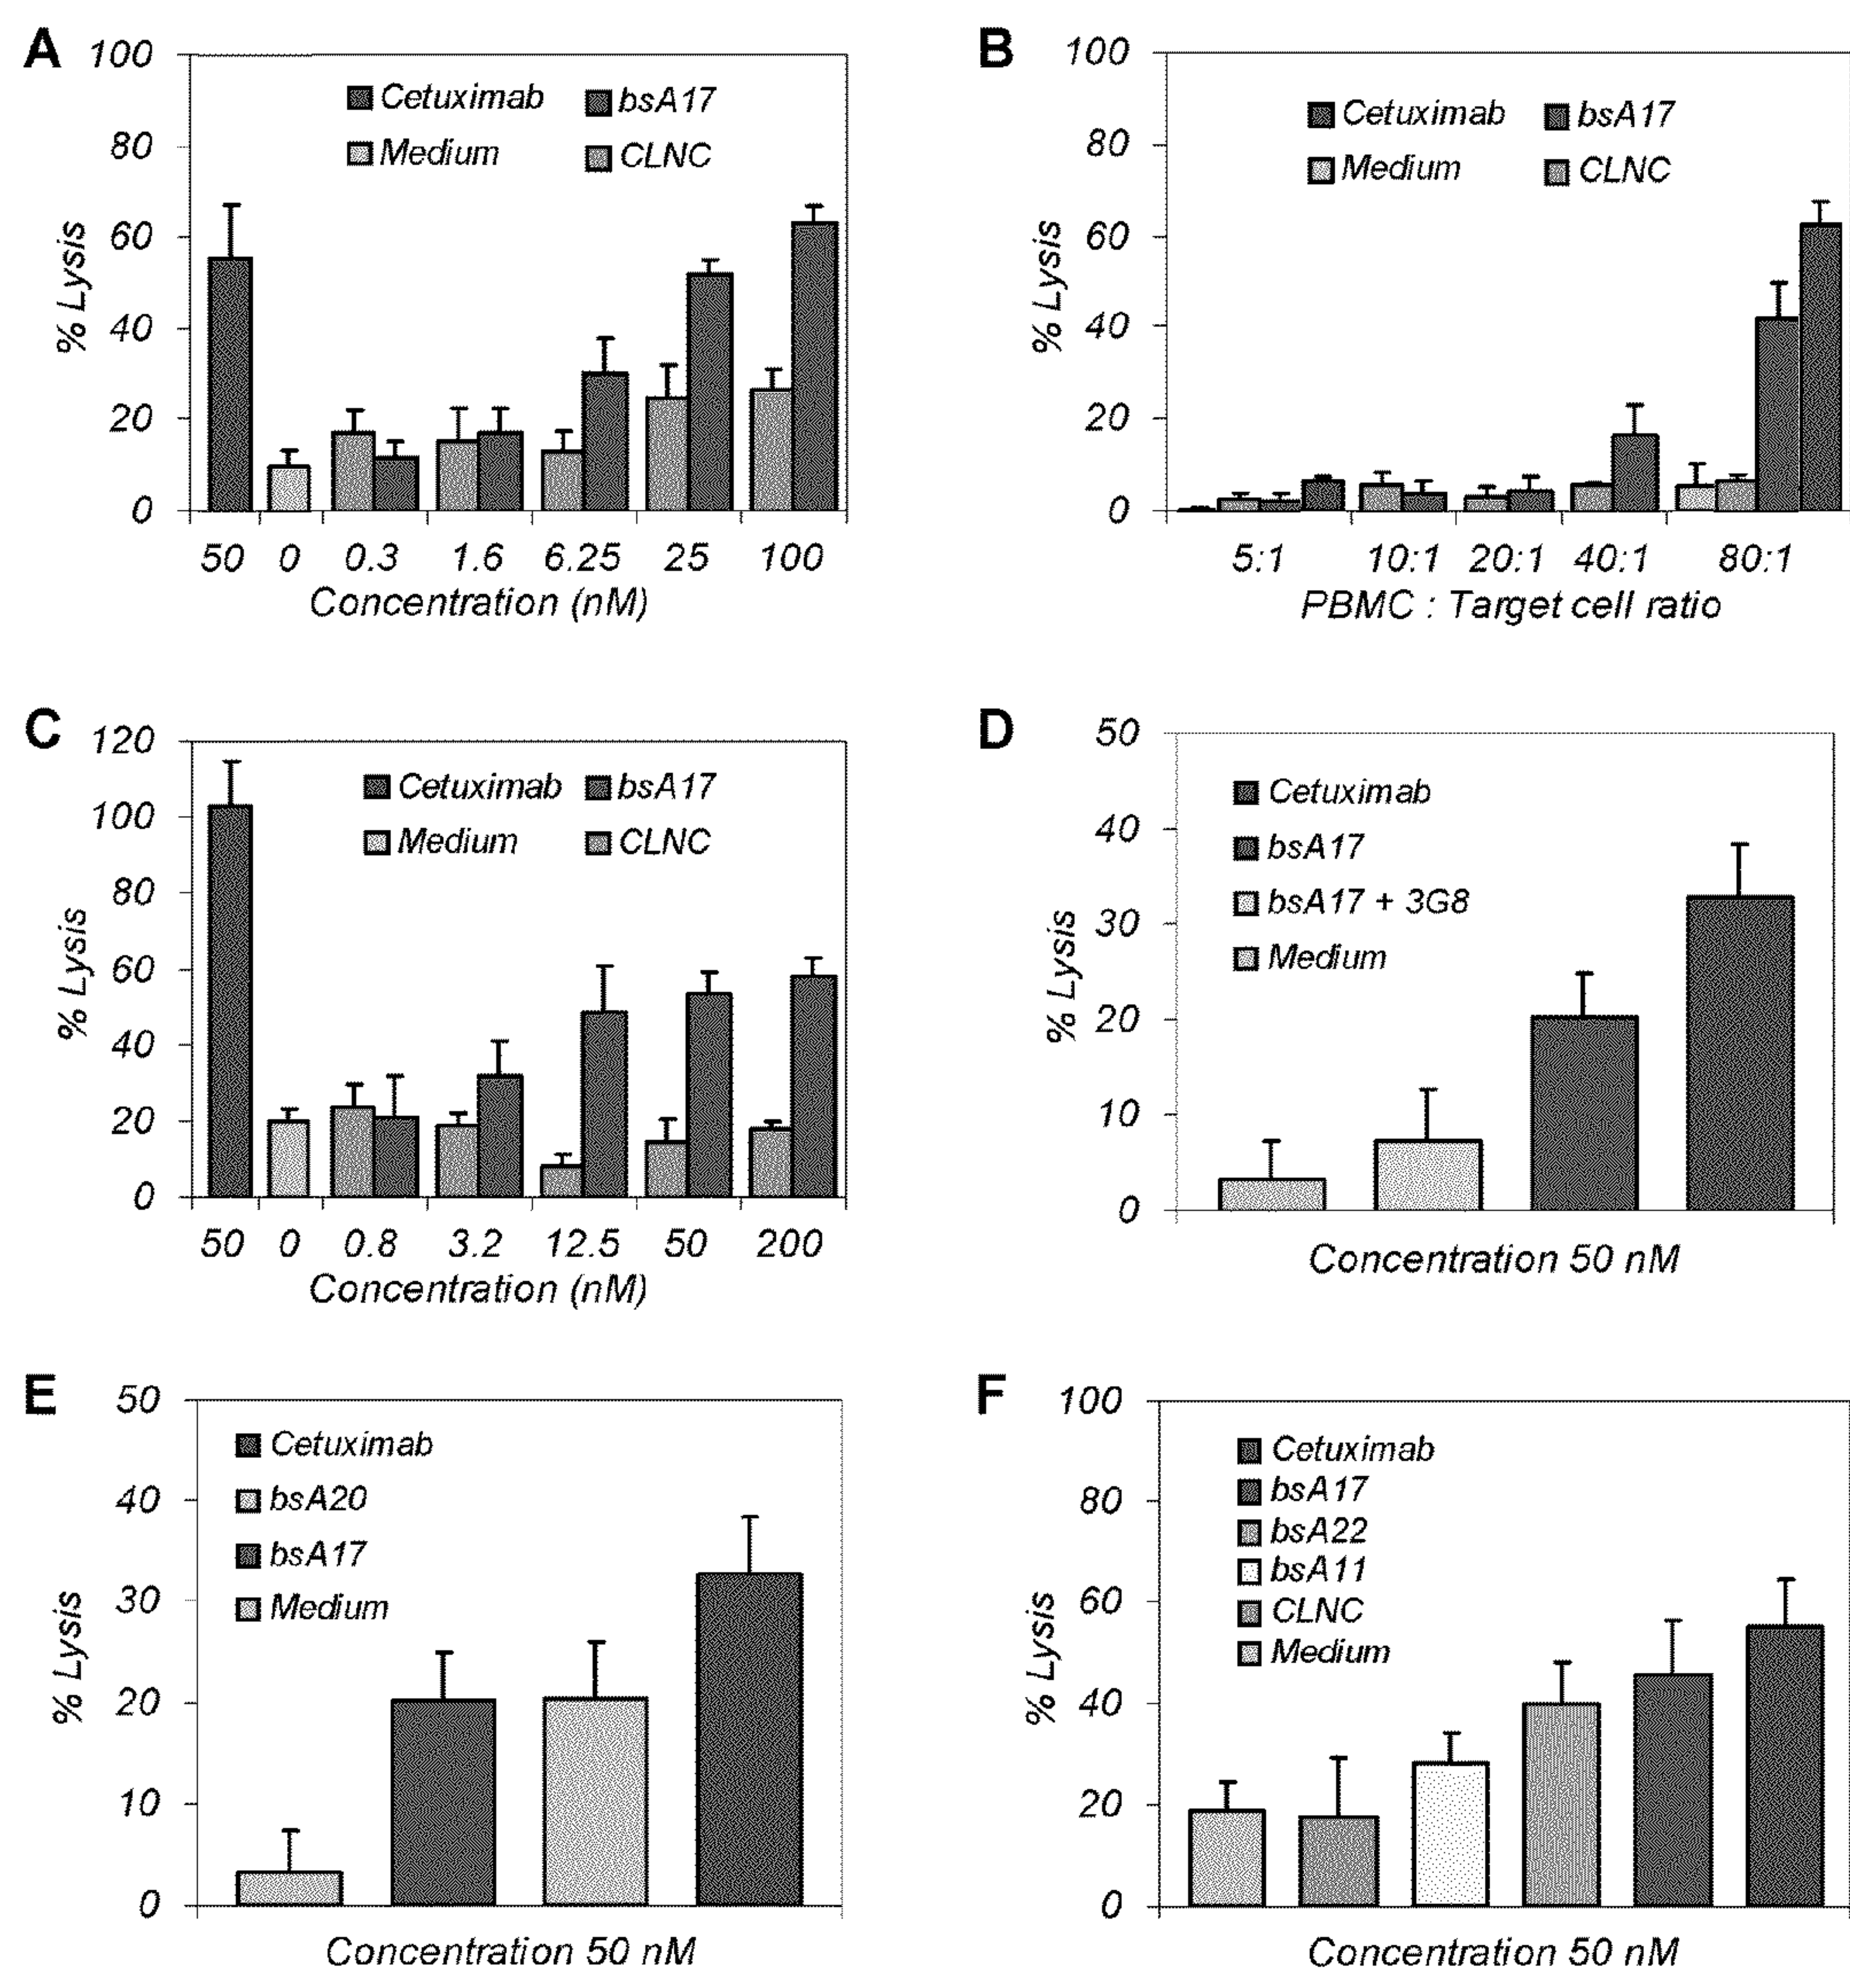 A
100
80
60
40
20
0
% Lysis
Cetuximab bsA17
Medium CLNC
50 0 0.3 1.6 6.25 25 100
Concentration (nM)
B
100
80
60
40
20
0
% Lysis
Cetuximab bsA17
Medium CLNC
5:1 10:1 20:1 40:1 80:1
PBMC : Target cell ratio
C
120
100
80
60
40
20
0
% Lysis
Cetuximab bsA17
Medium CLNC
50 0 0.8 3.2 12.5 50 200
Concentration (nM)
D
50
40
30
20
10
0
% Lysis
Cetuximab
bsA17
bsA17 + 3G8
Medium
Concentration 50 nM
E
50
40
30
20
10
0
% Lysis
Cetuximab
bsA20
bsA17
Medium
Concentration 50 nM
F
100
80
60
40
20
0
% Lysis
Cetuximab
bsA17
bsA22
bsA11
CLNC
Medium
Concentration 50 nM